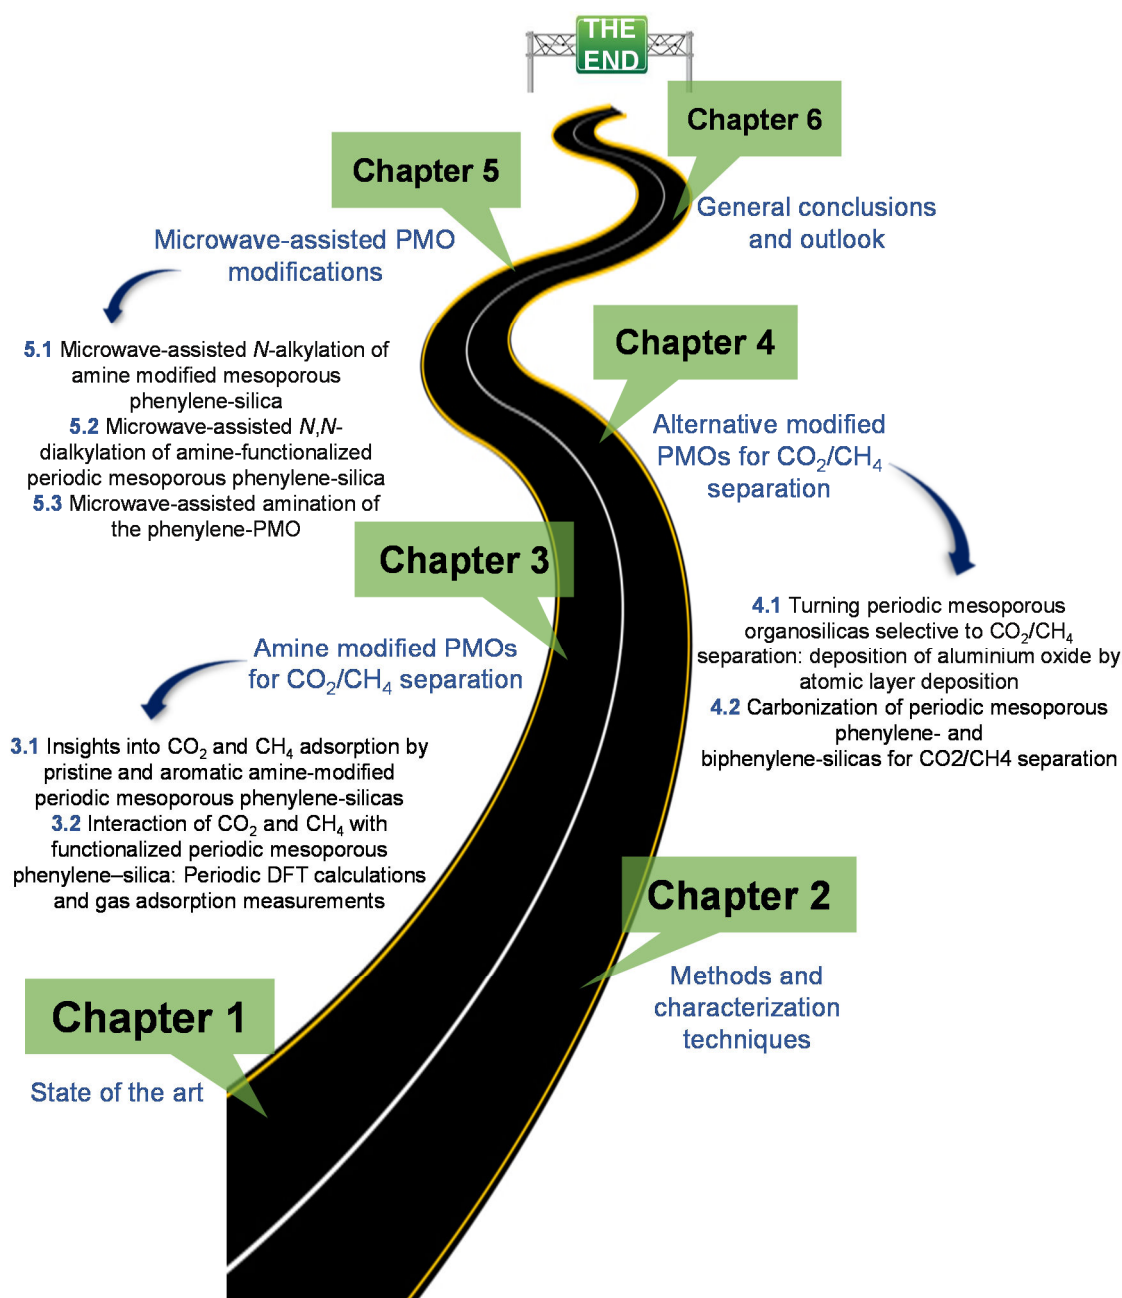 THE
END
Chapter 6
General conclusions
and outlook
Chapter 5
Microwave-assisted PMO
modifications
5.1 Microwave-assisted N-alkylation of
amine modified mesoporous
phenylene-silica
5.2 Microwave-assisted N,N-
dialkylation of amine-functionalized
periodic mesoporous phenylene-silica
5.3 Microwave-assisted amination of
the phenylene-PMO
Chapter 4
Alternative modified
PMOs for CO₂/CH₄
separation
4.1 Turning periodic mesoporous
organosilicas selective to CO₂/CH₄
separation: deposition of aluminium oxide by
atomic layer deposition
4.2 Carbonization of periodic mesoporous
phenylene- and
biphenylene-silicas for CO2/CH4 separation
Chapter 3
Amine modified PMOs
for CO₂/CH₄ separation
3.1 Insights into CO₂ and CH₄ adsorption by
pristine and aromatic amine-modified
periodic mesoporous phenylene-silicas
3.2 Interaction of CO₂ and CH₄ with
functionalized periodic mesoporous
phenylene–silica: Periodic DFT calculations
and gas adsorption measurements
Chapter 2
Methods and
characterization
techniques
Chapter 1
State of the art